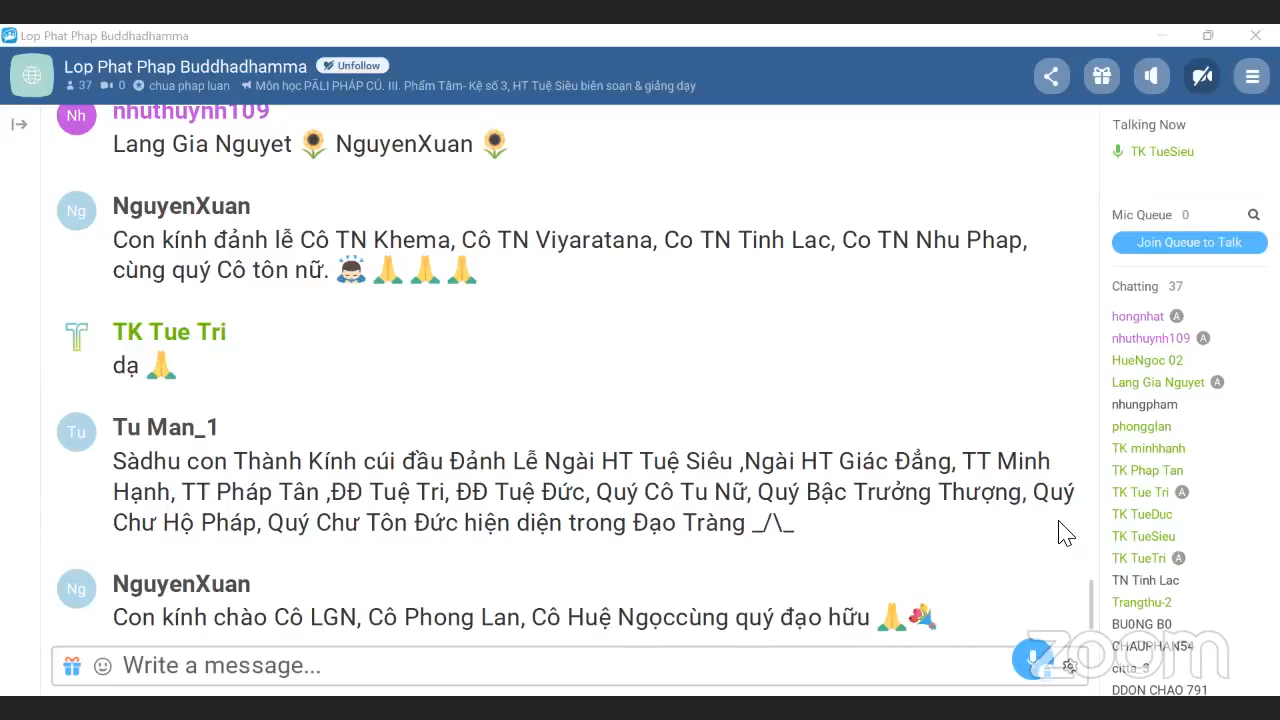 Lop Phat Phap Buddhadhamma
Lop Phat Phap Buddhadhamma Unfollow
37 0 chua phap luan Môn học PĀLI PHÁP CÚ. III. Phẩm Tâm- Kệ số 3, HT Tuệ Siêu biên soạn & giảng dạy
Nh nhuthuynh109
Lang Gia Nguyet 🌻 NguyenXuan 🌻
Ng NguyenXuan
Con kính đảnh lễ Cô TN Khema, Cô TN Viyaratana, Co TN Tinh Lac, Co TN Nhu Phap,
cùng quý Cô tôn nữ. 🙇🙏🙏🙏
TK Tue Tri
dạ 🙏
Tu Tu Man_1
Sàdhu con Thành Kính cúi đầu Đảnh Lễ Ngài HT Tuệ Siêu ,Ngài HT Giác Đẳng, TT Minh
Hạnh, TT Pháp Tân ,ĐĐ Tuệ Tri, ĐĐ Tuệ Đức, Quý Cô Tu Nữ, Quý Bậc Trưởng Thượng, Quý
Chư Hộ Pháp, Quý Chư Tôn Đức hiện diện trong Đạo Tràng _/\_
Ng NguyenXuan
Con kính chào Cô LGN, Cô Phong Lan, Cô Huệ Ngọccùng quý đạo hữu 🙏💐
Write a message...
Talking Now
TK TueSieu
Mic Queue 0
Join Queue to Talk
Chatting 37
hongnhat A
nhuthuynh109 A
HueNgoc 02
Lang Gia Nguyet A
nhungpham
phongglan
TK minhhanh
TK Phap Tan
TK Tue Tri A
TK TueDuc
TK TueSieu
TK TueTri A
TN Tinh Lac
Trangthu-2
BU0NG B0
CHAUPHAN54
citta_3
DDON CHAO 791
zoom